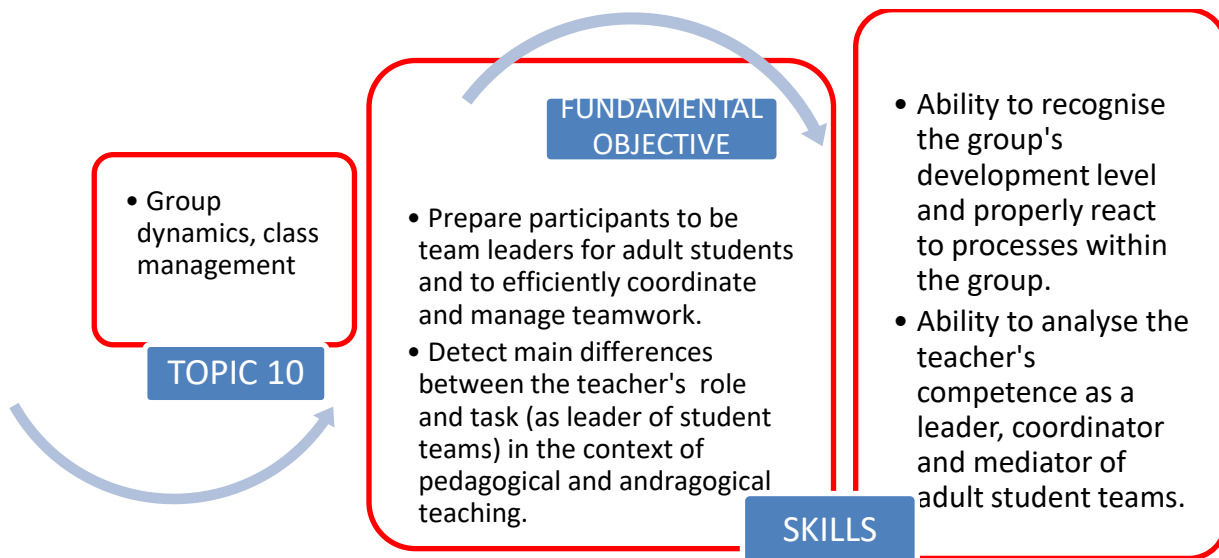 • Group
dynamics, class
management
TOPIC 10
FUNDAMENTAL
OBJECTIVE
• Prepare participants to be
team leaders for adult students
and to efficiently coordinate
and manage teamwork.
• Detect main differences
between the teacher's role
and task (as leader of student
teams) in the context of
pedagogical and andragogical
teaching.
SKILLS
• Ability to recognise
the group's
development level
and properly react
to processes within
the group.
• Ability to analyse the
teacher's
competence as a
leader, coordinator
and mediator of
adult student teams.